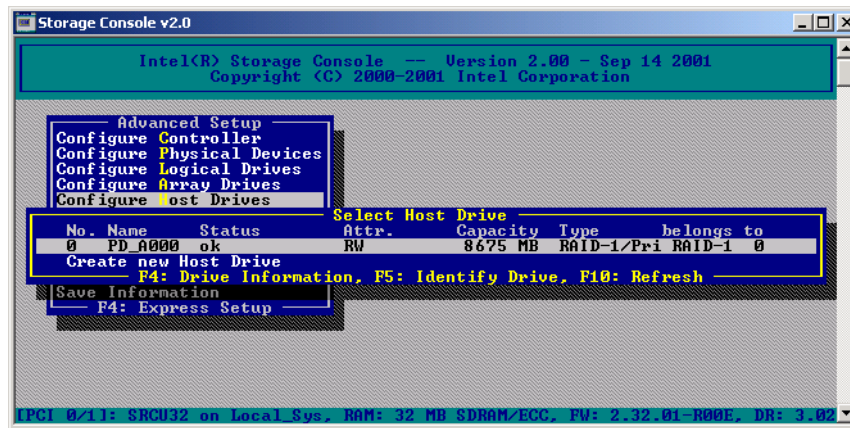 Storage Console v2.0
Intel(R) Storage Console -- Version 2.00 - Sep 14 2001
Copyright (C) 2000-2001 Intel Corporation
Advanced Setup
Configure Controller
Configure Physical Devices
Configure Logical Drives
Configure Array Drives
Configure Host Drives
Select Host Drive
No. Name Status Attr. Capacity Type belongs to
0 PD_A000 ok RW 8675 MB RAID-1/Pri RAID-1 0
Create new Host Drive
F4: Drive Information, F5: Identify Drive, F10: Refresh
Save Information
F4: Express Setup
[PCI 0/1]: SRCU32 on Local_Sys, RAM: 32 MB SDRAM/ECC, FW: 2.32.01-R00E, DR: 3.02